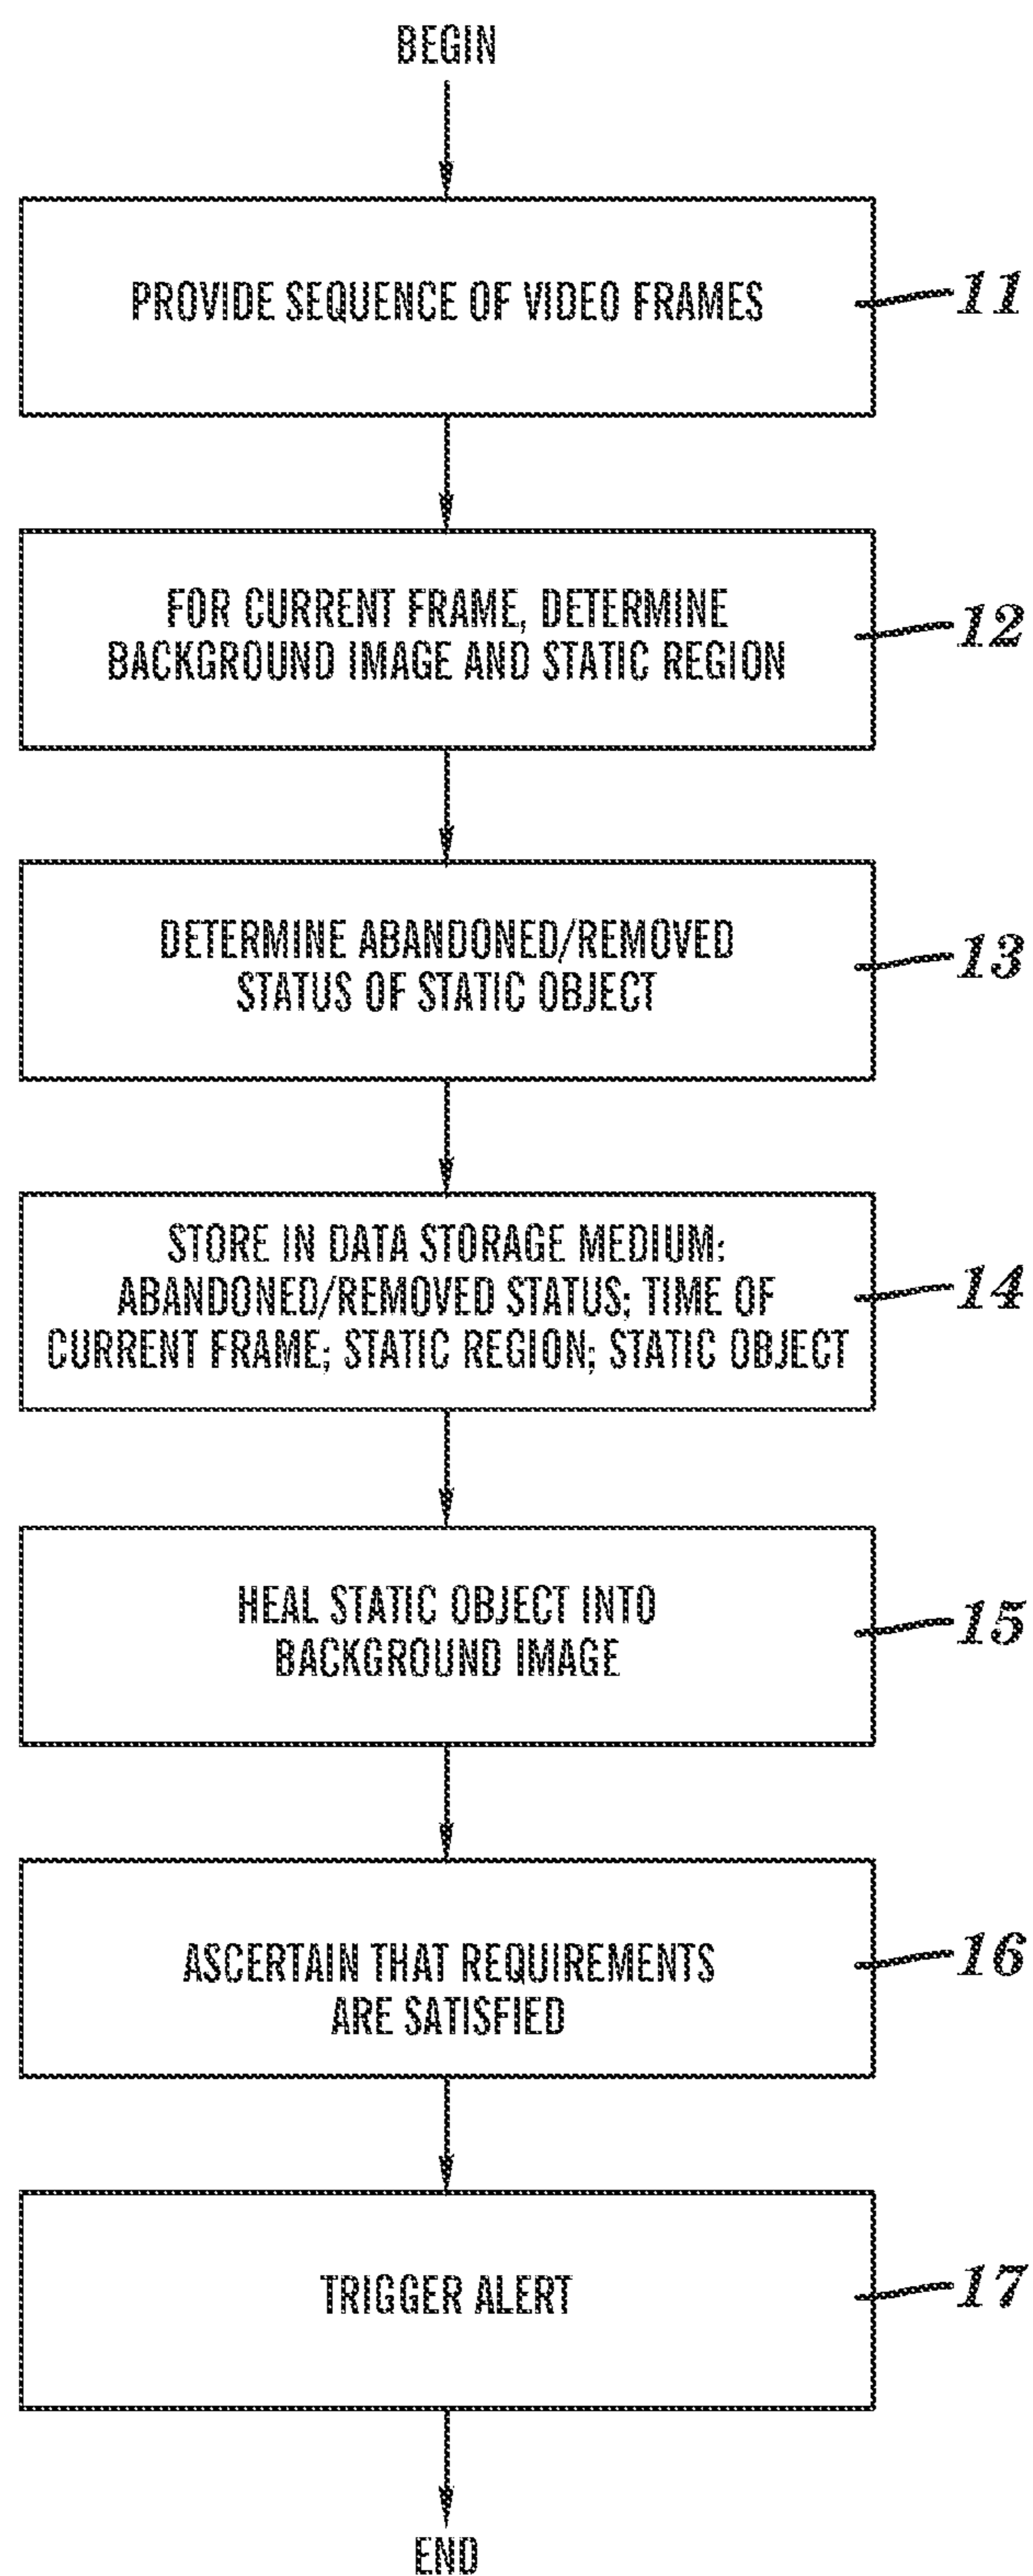 BEGIN
PROVIDE SEQUENCE OF VIDEO FRAMES
11
FOR CURRENT FRAME, DETERMINE
BACKGROUND IMAGE AND STATIC REGION
12
DETERMINE ABANDONED/REMOVED
STATUS OF STATIC OBJECT
13
STORE IN DATA STORAGE MEDIUM:
ABANDONED/REMOVED STATUS; TIME OF
CURRENT FRAME; STATIC REGION; STATIC OBJECT
14
HEAL STATIC OBJECT INTO
BACKGROUND IMAGE
15
ASCERTAIN THAT REQUIREMENTS
ARE SATISFIED
16
TRIGGER ALERT
17
END